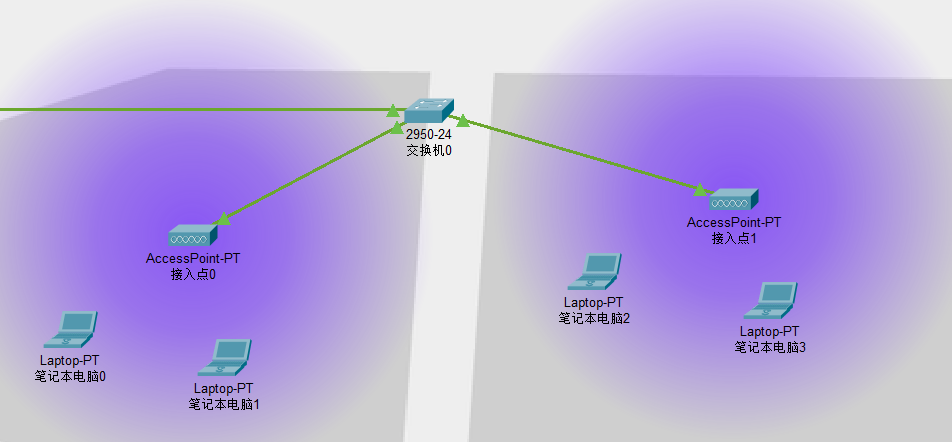 2950-24
交换机0
AccessPoint-PT
接入点0
AccessPoint-PT
接入点1
Laptop-PT
笔记本电脑0
Laptop-PT
笔记本电脑1
Laptop-PT
笔记本电脑2
Laptop-PT
笔记本电脑3